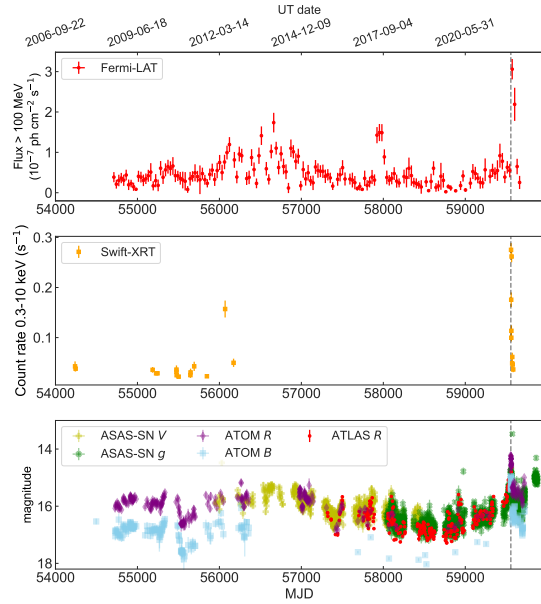 UT date
2006-09-22 2009-06-18 2012-03-14 2014-12-09 2017-09-04 2020-05-31
Flux > 100 MeV
(10⁻⁷ ph cm⁻² s⁻¹)
3
2
1
0
Fermi-LAT
54000 55000 56000 57000 58000 59000
Count rate 0.3-10 keV (s⁻¹)
0.3
0.2
0.1
Swift-XRT
54000 55000 56000 57000 58000 59000
magnitude
14
16
18
ASAS-SN V ATOM R ATLAS R
ASAS-SN g ATOM B
54000 55000 56000 57000 58000 59000
MJD